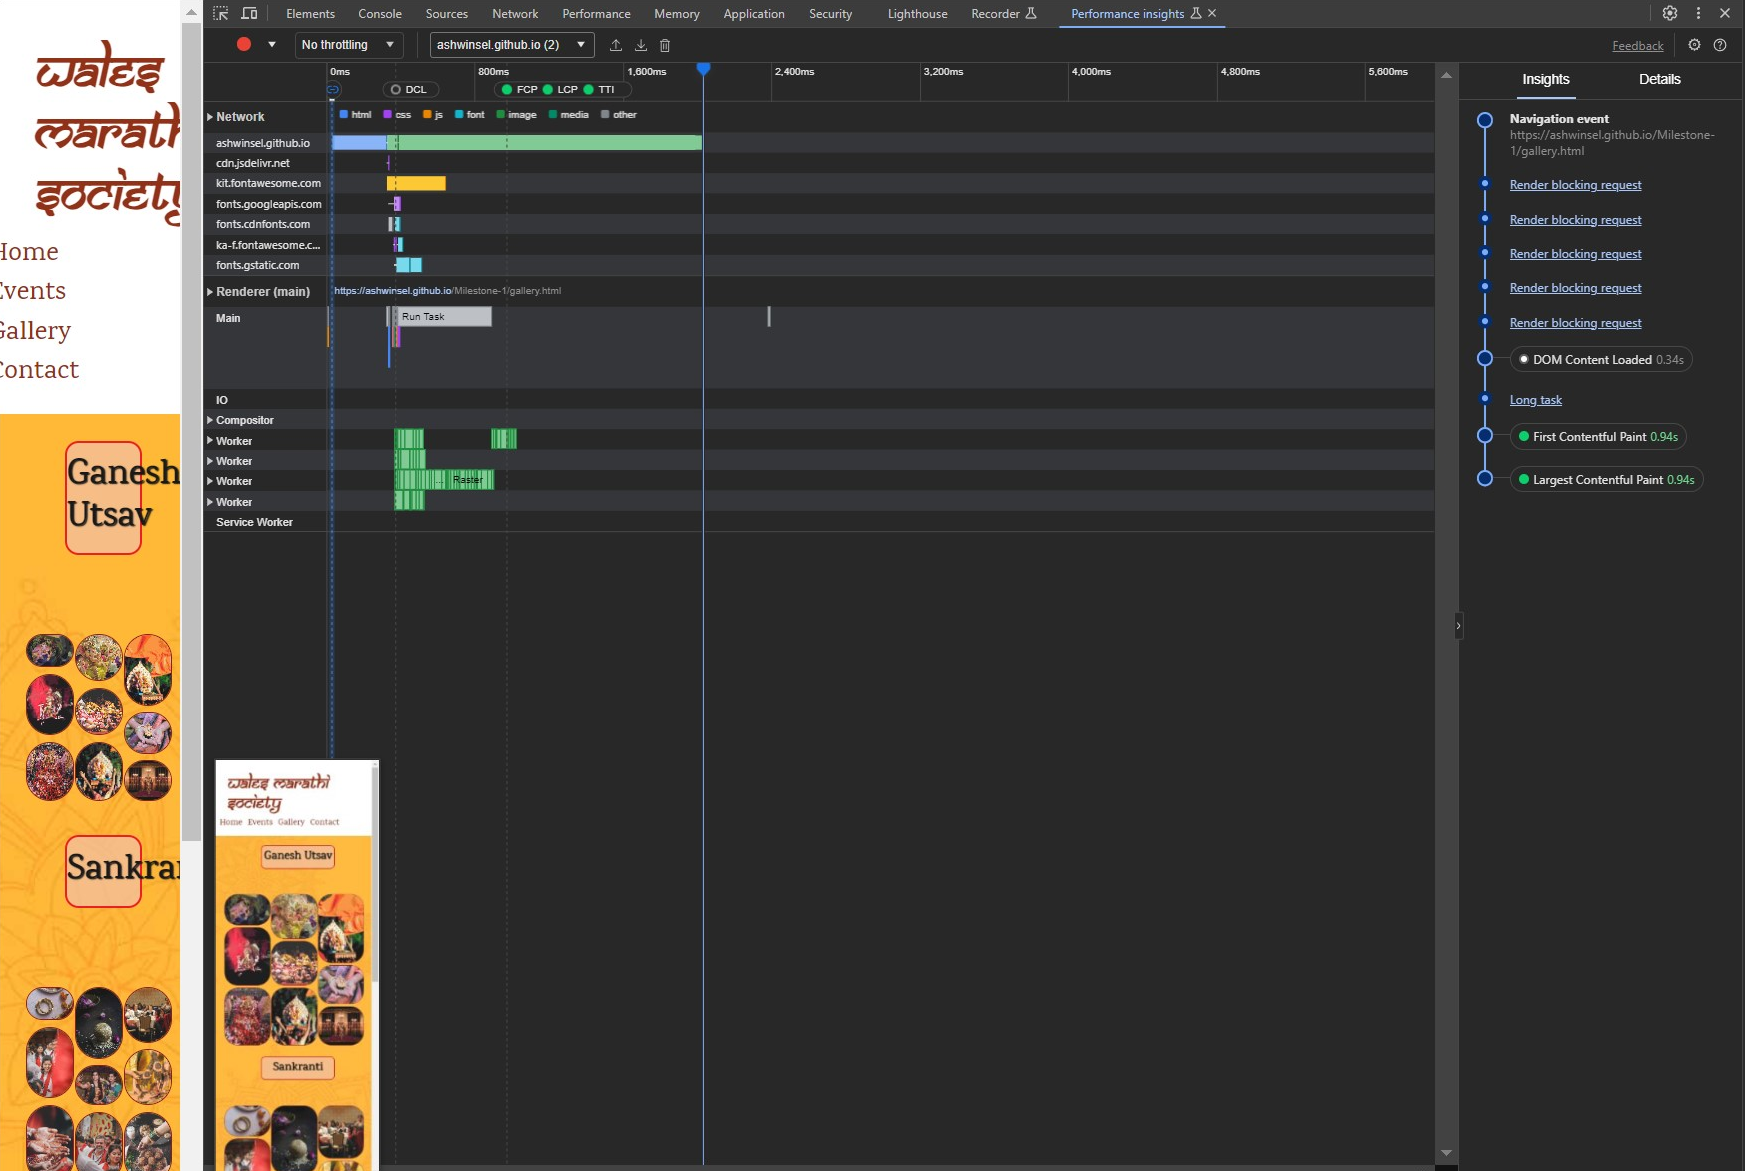 Elements Console Sources Network Performance Memory Application Security Lighthouse Recorder Performance insights
No throttling ashwinsel.github.io (2) Feedback
0ms 800ms 1,600ms 2,400ms 3,200ms 4,000ms 4,800ms 5,600ms
DCL FCP LCP TTI
Network html css js font image media other
ashwinsel.github.io
cdn.jsdelivr.net
kit.fontawesome.com
fonts.googleapis.com
fonts.cdnfonts.com
ka-f.fontawesome.c...
fonts.gstatic.com
Renderer (main) https://ashwinsel.github.io/Milestone-1/gallery.html
Main Run Task
IO
Compositor
Worker
Worker
Worker ... Raster
Worker
Service Worker
Insights Details
Navigation event
https://ashwinsel.github.io/Milestone-
1/gallery.html
Render blocking request
Render blocking request
Render blocking request
Render blocking request
Render blocking request
DOM Content Loaded 0.34s
Long task
First Contentful Paint 0.94s
Largest Contentful Paint 0.94s
wales
marath
society
Home
Events
Gallery
Contact
Ganesh
Utsav
Sankran
wales marathi
society
Home Events Gallery Contact
Ganesh Utsav
Sankranti